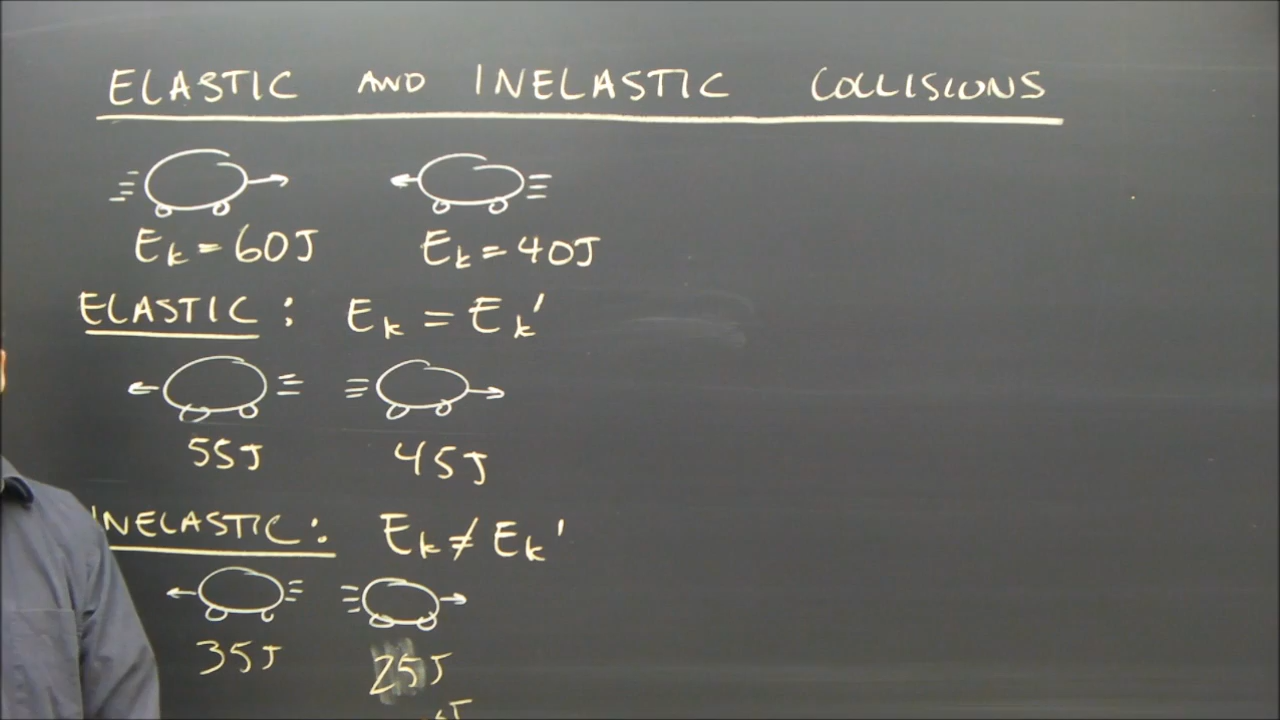 ELASTIC AND INELASTIC COLLISIONS
Ek = 60J Ek = 40J
ELASTIC : Ek = Ek'
55J 45J
INELASTIC : Ek ≠ Ek'
35J 25J